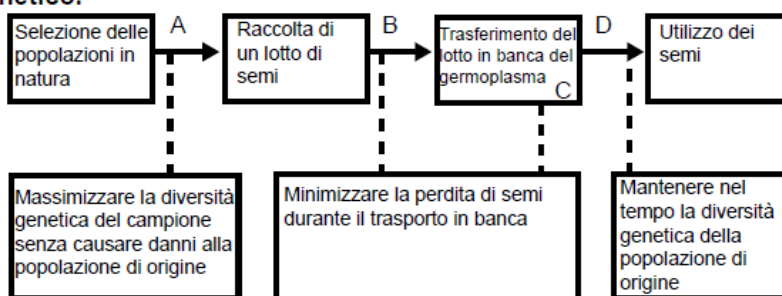 Selezione delle
popolazioni in
natura
A
Raccolta di
un lotto di
semi
B
Trasferimento del
lotto in banca del
germoplasma
C
D
Utilizzo dei
semi
Massimizzare la diversità
genetica del campione
senza causare danni alla
popolazione di origine
Minimizzare la perdita di semi
durante il trasporto in banca
Mantenere nel
tempo la diversità
genetica della
popolazione di
origine